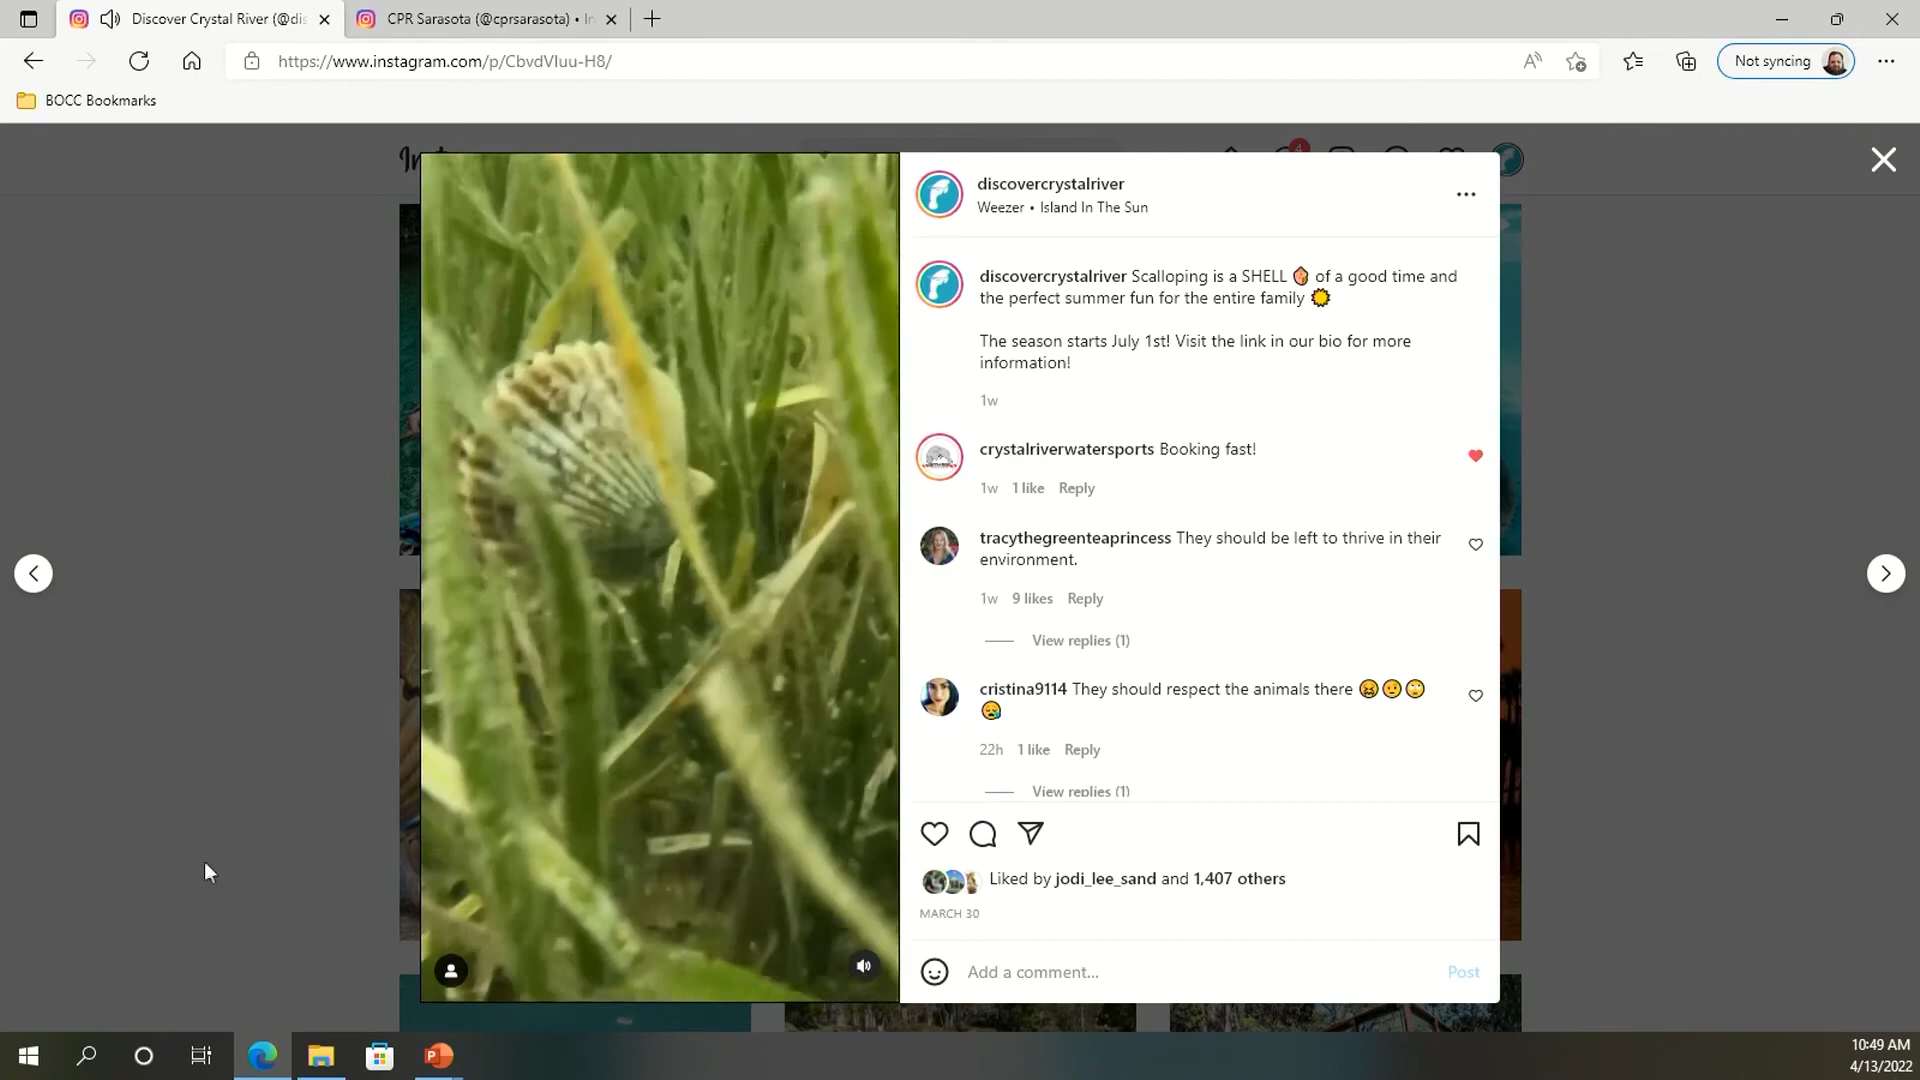 Discover Crystal River (@dis
CPR Sarasota (@cprsarasota) • In
https://www.instagram.com/p/CbvdVIuu-H8/
Not syncing
BOCC Bookmarks
4
discovercrystalriver
Weezer • Island In The Sun
discovercrystalriver Scalloping is a SHELL 🐚 of a good time and
the perfect summer fun for the entire family ☀️
The season starts July 1st! Visit the link in our bio for more
information!
1w
crystalriverwatersports Booking fast!
1w 1 like Reply
tracythegreenteaprincess They should be left to thrive in their
environment.
1w 9 likes Reply
View replies (1)
cristina9114 They should respect the animals there 😫🤨🙄
😪
22h 1 like Reply
View replies (1)
Liked by jodi_lee_sand and 1,407 others
MARCH 30
Add a comment...
Post
10:49 AM
4/13/2022